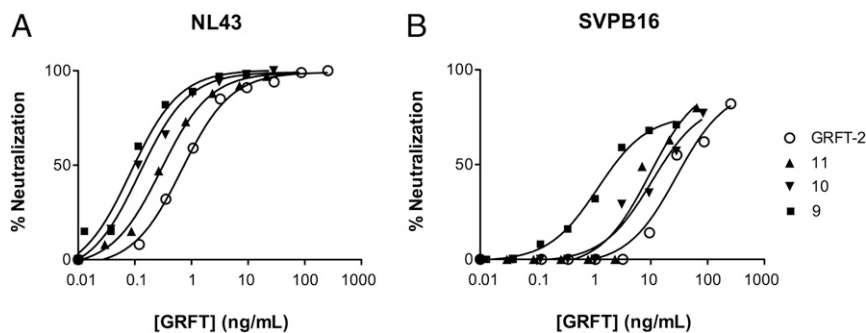 A
NL43
% Neutralization
100
50
0
0.01
0.1
1
10
100
1000
[GRFT] (ng/mL)
B
SVPB16
% Neutralization
100
50
0
0.01
0.1
1
10
100
1000
[GRFT] (ng/mL)
GRFT-2
11
10
9